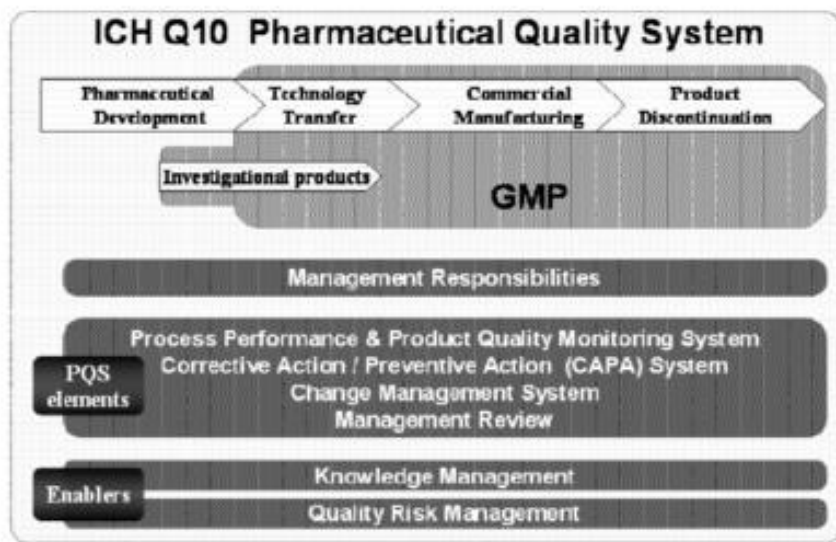 ICH Q10 Pharmaceutical Quality System
Pharmaceutical
Development
Technology
Transfer
Commercial
Manufacturing
Product
Discontinuation
Investigational products
GMP
Management Responsibilities
PQS
elements
Process Performance & Product Quality Monitoring System
Corrective Action / Preventive Action (CAPA) System
Change Management System
Management Review
Enablers
Knowledge Management
Quality Risk Management